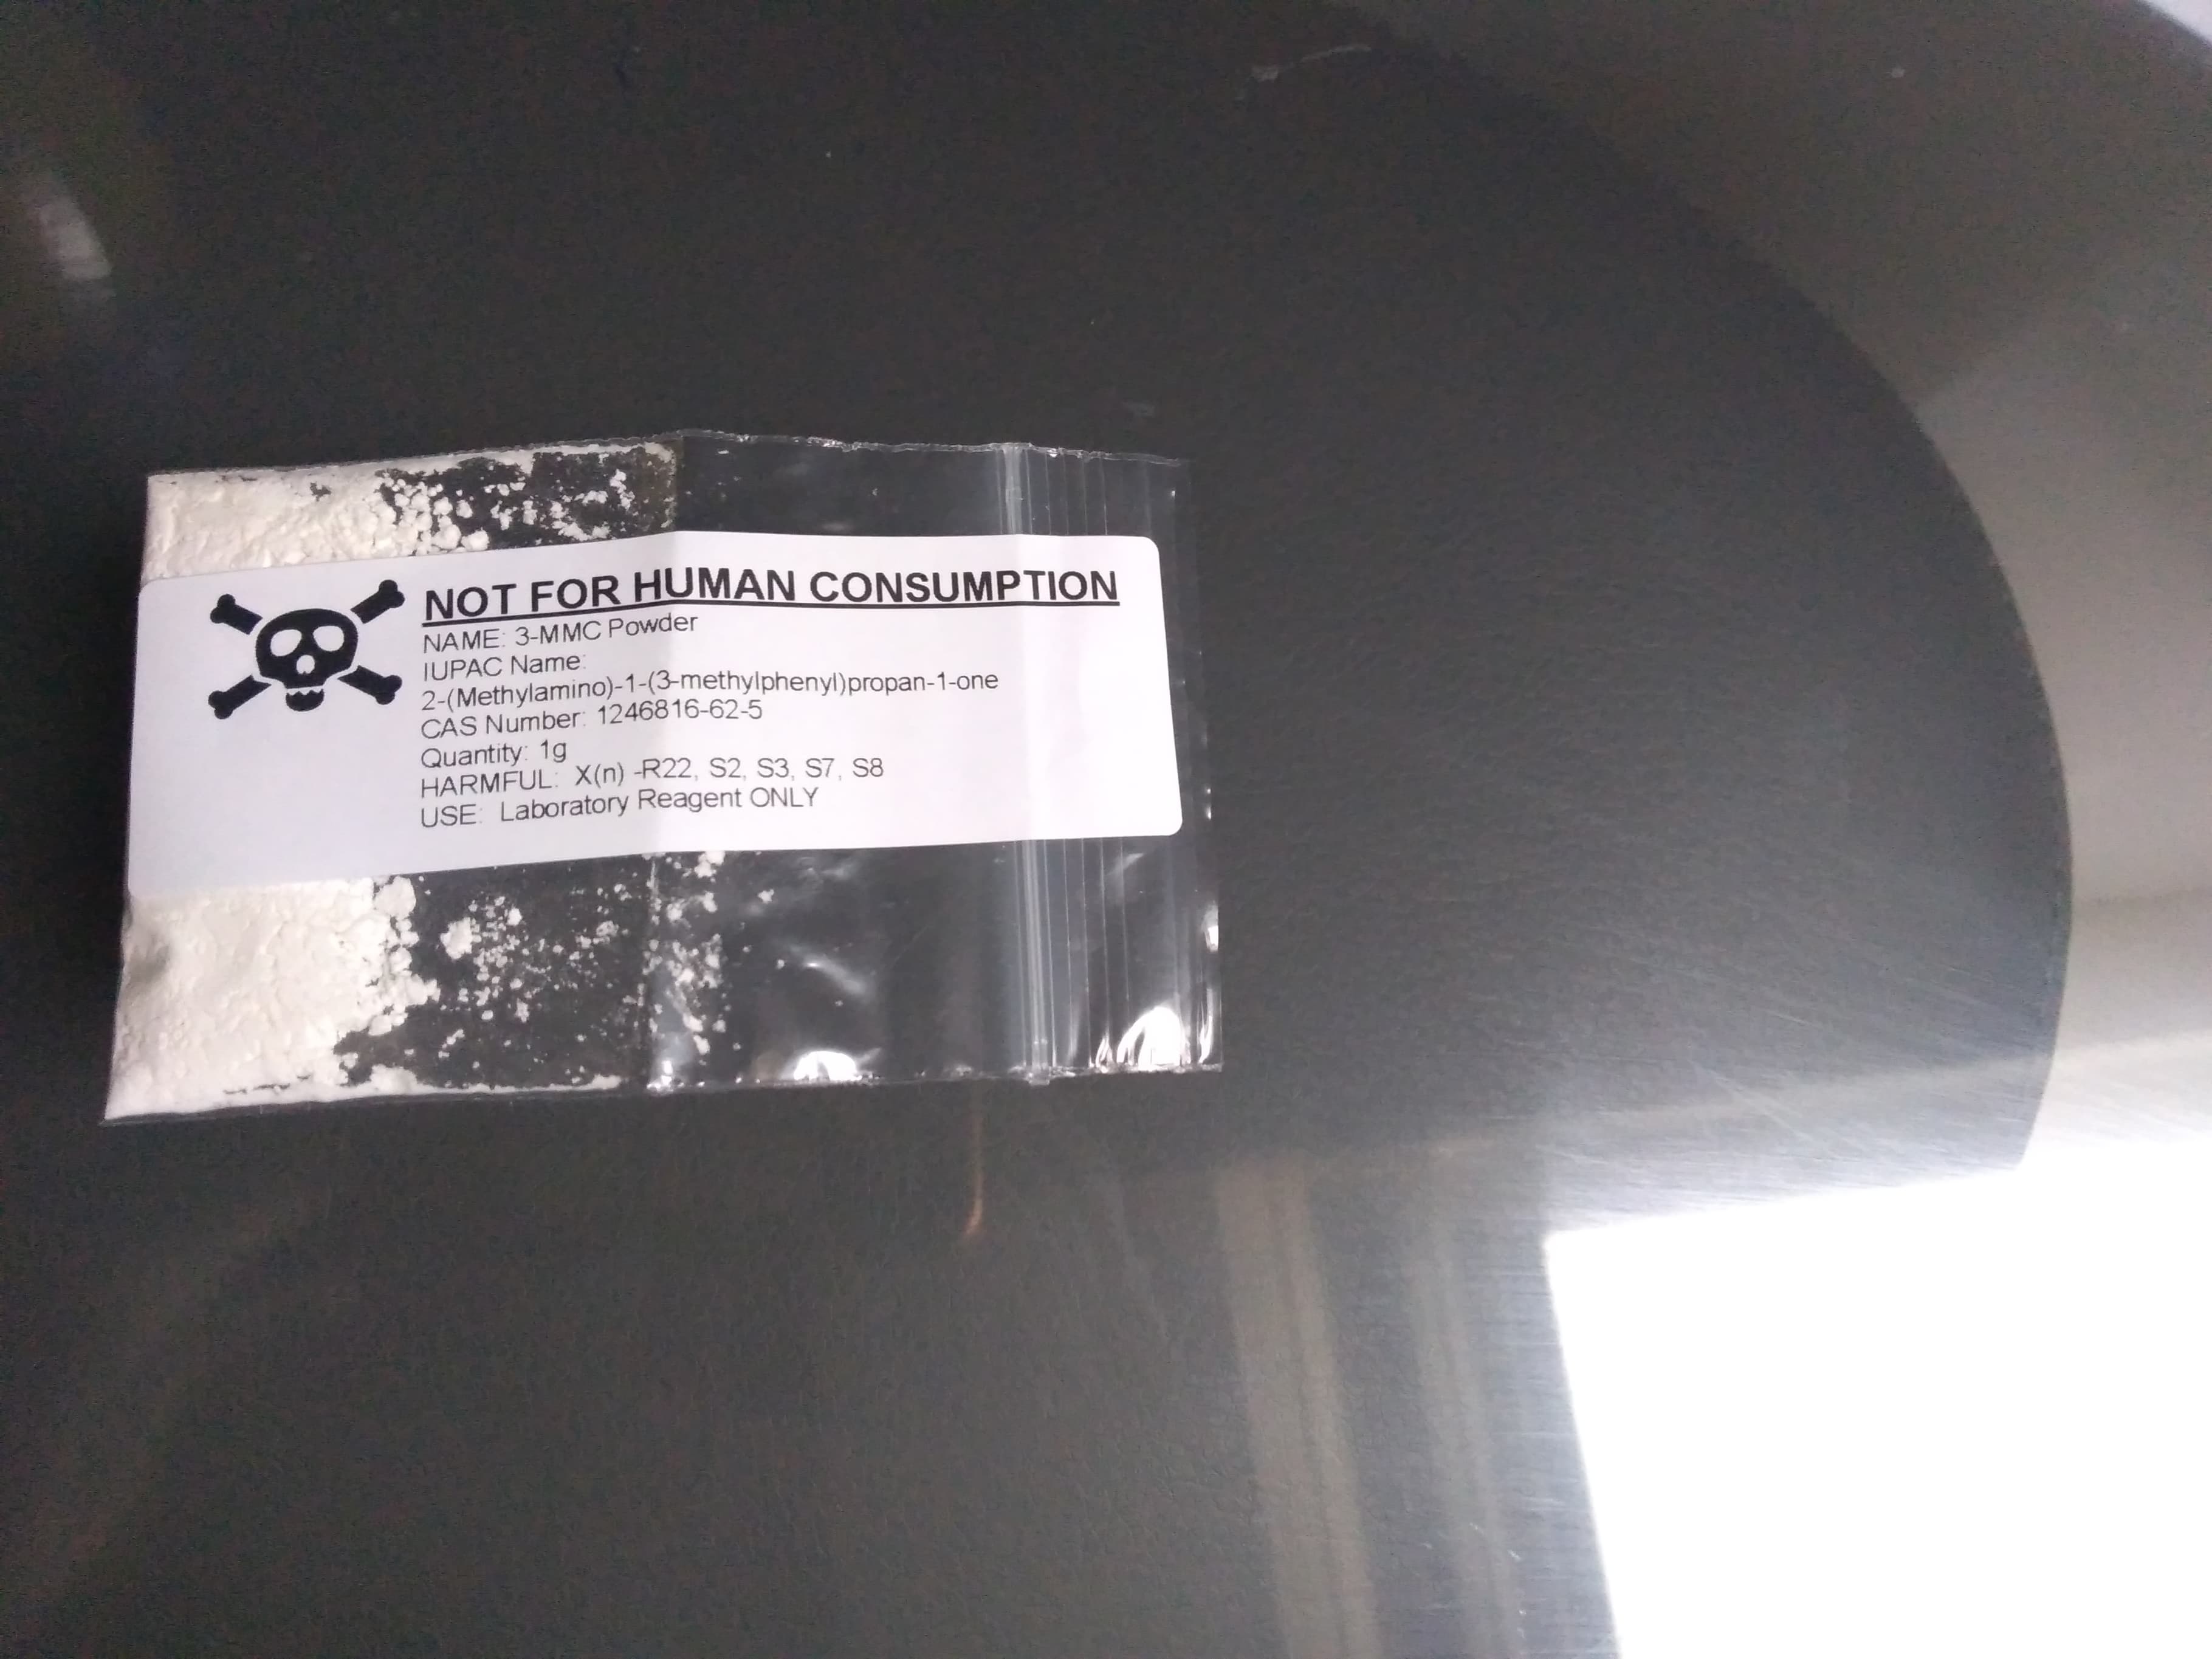 NOT FOR HUMAN CONSUMPTION
NAME: 3-MMC Powder
IUPAC Name:
2-(Methylamino)-1-(3-methylphenyl)propan-1-one
CAS Number: 1246816-62-5
Quantity: 1g
HARMFUL: X(n) -R22, S2, S3, S7, S8
USE: Laboratory Reagent ONLY